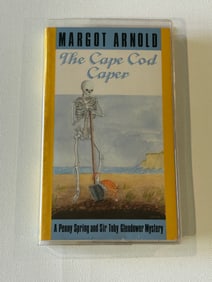 MARGOT ARNOLD
The Cape Cod
Caper
A Penny Spring and Sir Toby Glendower Mystery